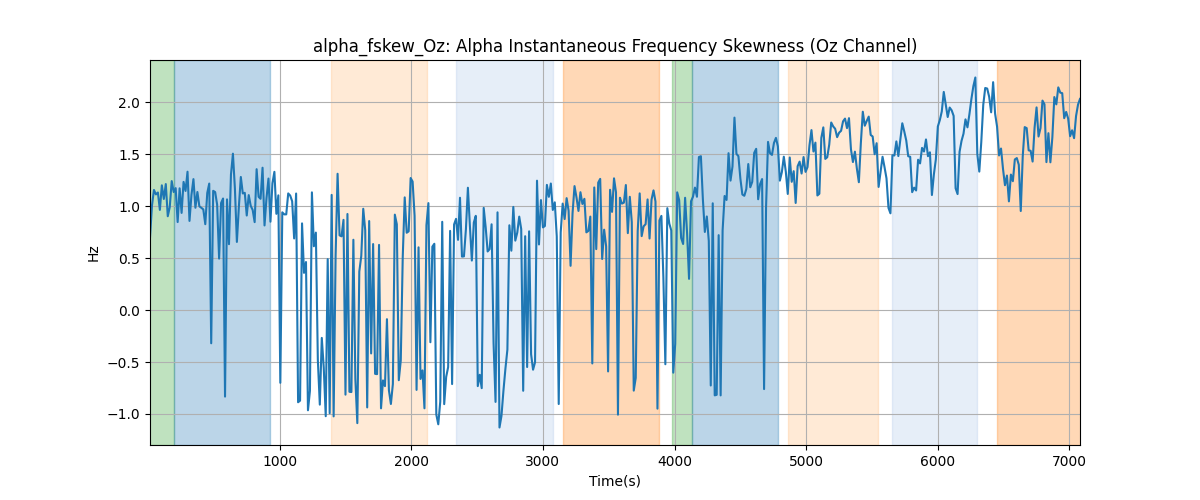 alpha_fskew_Oz: Alpha Instantaneous Frequency Skewness (Oz Channel)
2.0
1.5
1.0
0.5
0.0
−0.5
−1.0
Hz
1000 2000 3000 4000 5000 6000 7000
Time(s)